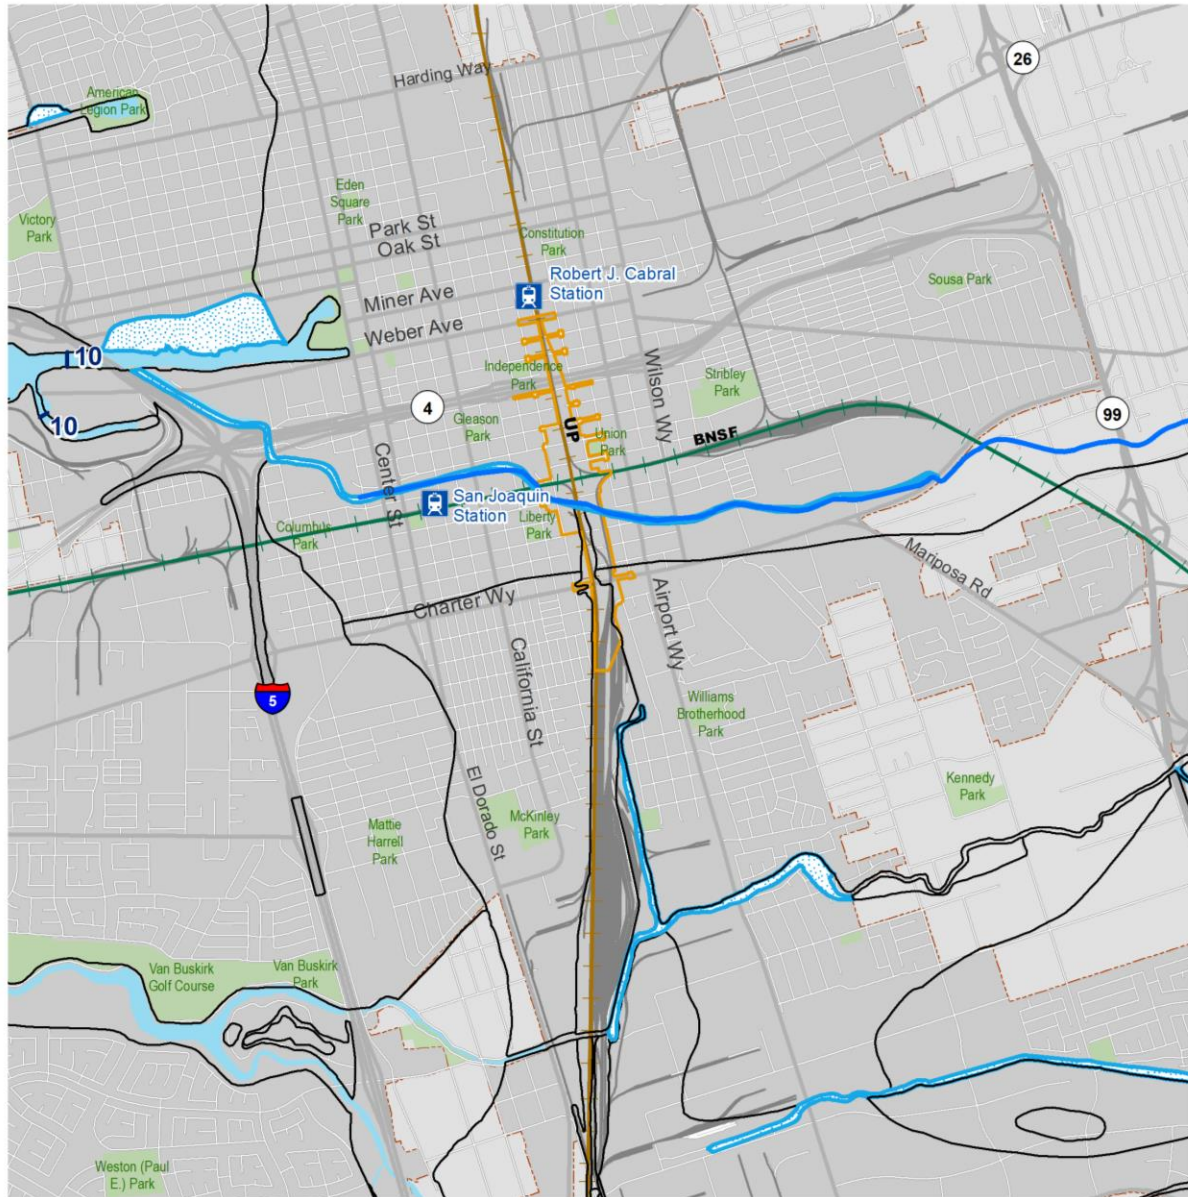 Harding Way
26
American
Legion Park
Eden
Square
Park
Victory
Park
Park St
Oak St
Constitution
Park
Robert J. Cabral
Station
Sousa Park
Miner Ave
Weber Ave
10
Independence
Park
Wilson Wy
Stribley
Park
4
99
10
Gleason
Park
UP
Union
Park
BNSF
Center St
San Joaquin
Station
Columbus
Park
Liberty
Park
Mariposa Rd
Charter Wy
Airport Wy
California St
5
Williams
Brotherhood
Park
El Dorado St
Kennedy
Park
Mattie
Harrell
Park
McKinley
Park
Van Buskirk
Golf Course
Van Buskirk
Park
Weston (Paul
E.) Park